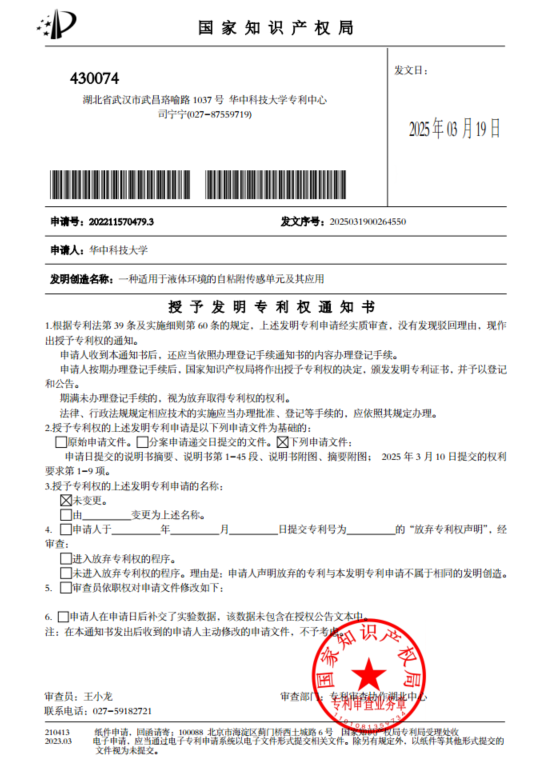 国家知识产权局
430074
发文日：
湖北省武汉市武昌珞喻路 1037 号 华中科技大学专利中心
司宁宁(027-87559719)
2025 年 03 月 19 日
申请号：202211570479.3
发文序号：2025031900264550
申请人：华中科技大学
发明创造名称：一种适用于液体环境的自粘附传感单元及其应用
授予发明专利权通知书
1.根据专利法第 39 条及实施细则第 60 条的规定，上述发明专利申请经实质审查，没有发现驳回理由，现作
出授予专利权的通知。
申请人收到本通知书后，还应当依照办理登记手续通知书的内容办理登记手续。
申请人按期办理登记手续后，国家知识产权局将作出授予专利权的决定，颁发发明专利证书，并予以登记
和公告。
期满未办理登记手续的，视为放弃取得专利权的权利。
法律、行政法规规定相应技术的实施应当办理批准、登记等手续的，应依照其规定办理。
2.授予专利权的上述发明专利申请是以下列申请文件为基础的：
□原始申请文件。□分案申请递交日提交的文件。☒下列申请文件：
申请日提交的说明书摘要、说明书第 1-45 段、说明书附图、摘要附图； 2025 年 3 月 10 日提交的权利
要求第 1-9 项。
3.授予专利权的上述发明专利申请的名称：
☒未变更。
□由________变更为上述名称。
4. □申请人于________年________月________日提交专利号为________的“放弃专利权声明”，经
审查：
□进入放弃专利权的程序。
□未进入放弃专利权的程序。理由是：申请人声明放弃的专利与本发明专利申请不属于相同的发明创造。
5. □审查员依职权对申请文件修改如下：
6. □申请人在申请日后补交了实验数据，该数据未包含在授权公告文本中。
注：在本通知书发出后收到的申请人主动修改的申请文件，不予考虑。
国家知识产权局
专利审查业务章
审查员：王小龙
审查部门：专利审查协作湖北中心
联系电话：027-59182721
210413 纸件申请，回函请寄：100088 北京市海淀区蓟门桥西土城路 6 号 国家知识产权局专利局受理处收
2023.03 电子申请，应当通过电子专利申请系统以电子文件形式提交相关文件。除另有规定外，以纸件等其他形式提交的
文件视为未提交。